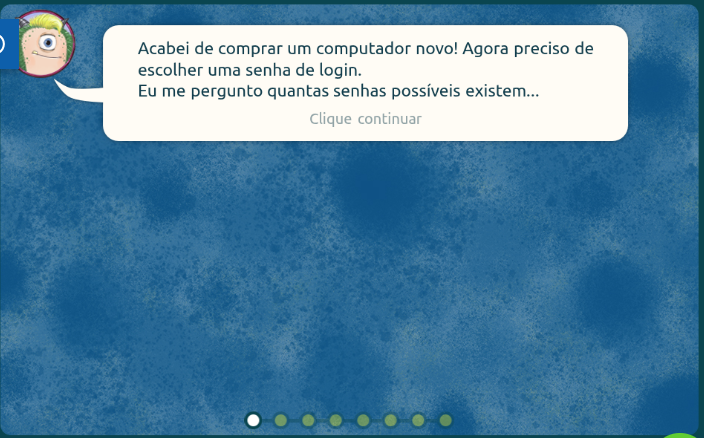 Acabei de comprar um computador novo! Agora preciso de
escolher uma senha de login.
Eu me pergunto quantas senhas possíveis existem...
Clique continuar